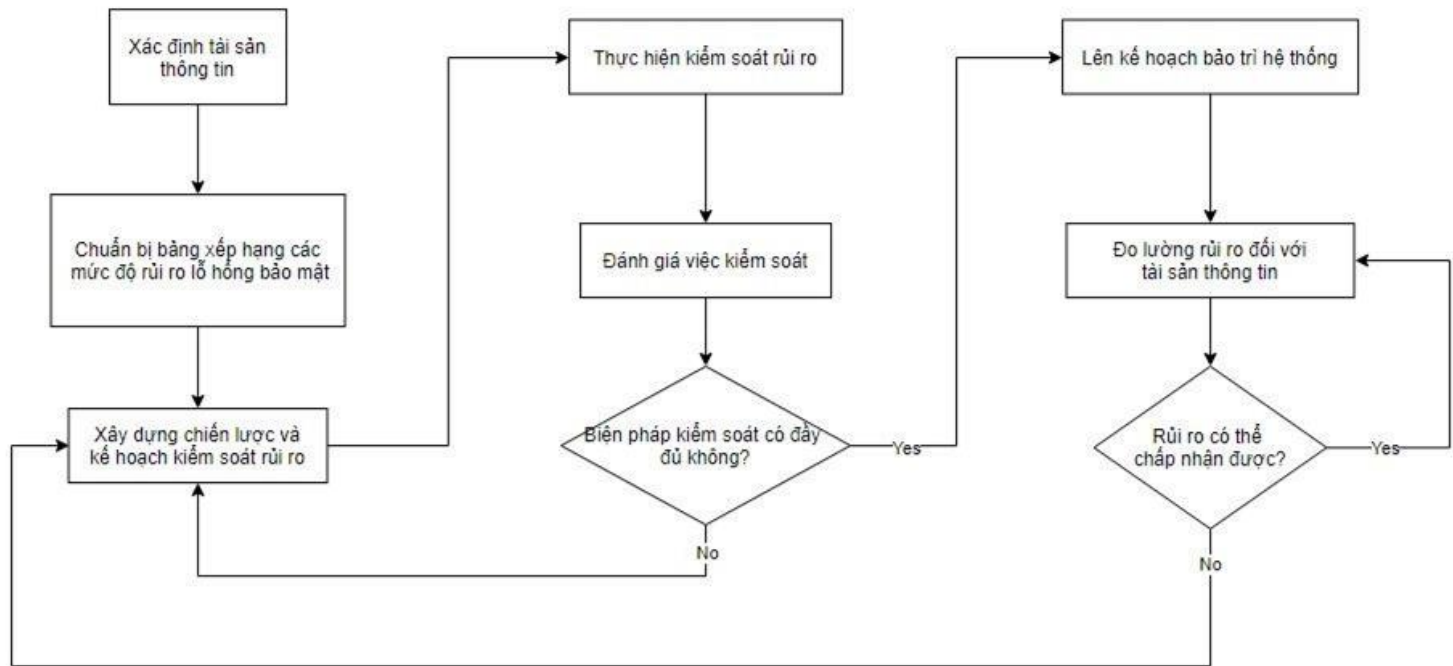 Xác định tài sản
thông tin
Chuẩn bị bảng xếp hạng các
mức độ rủi ro lỗ hổng bảo mật
Xây dựng chiến lược và
kế hoạch kiểm soát rủi ro
Thực hiện kiểm soát rủi ro
Đánh giá việc kiểm soát
Biện pháp kiểm soát có đầy
đủ không?
Yes
No
Lên kế hoạch bảo trì hệ thống
Đo lường rủi ro đối với
tài sản thông tin
Rủi ro có thể
chấp nhận được?
Yes
No